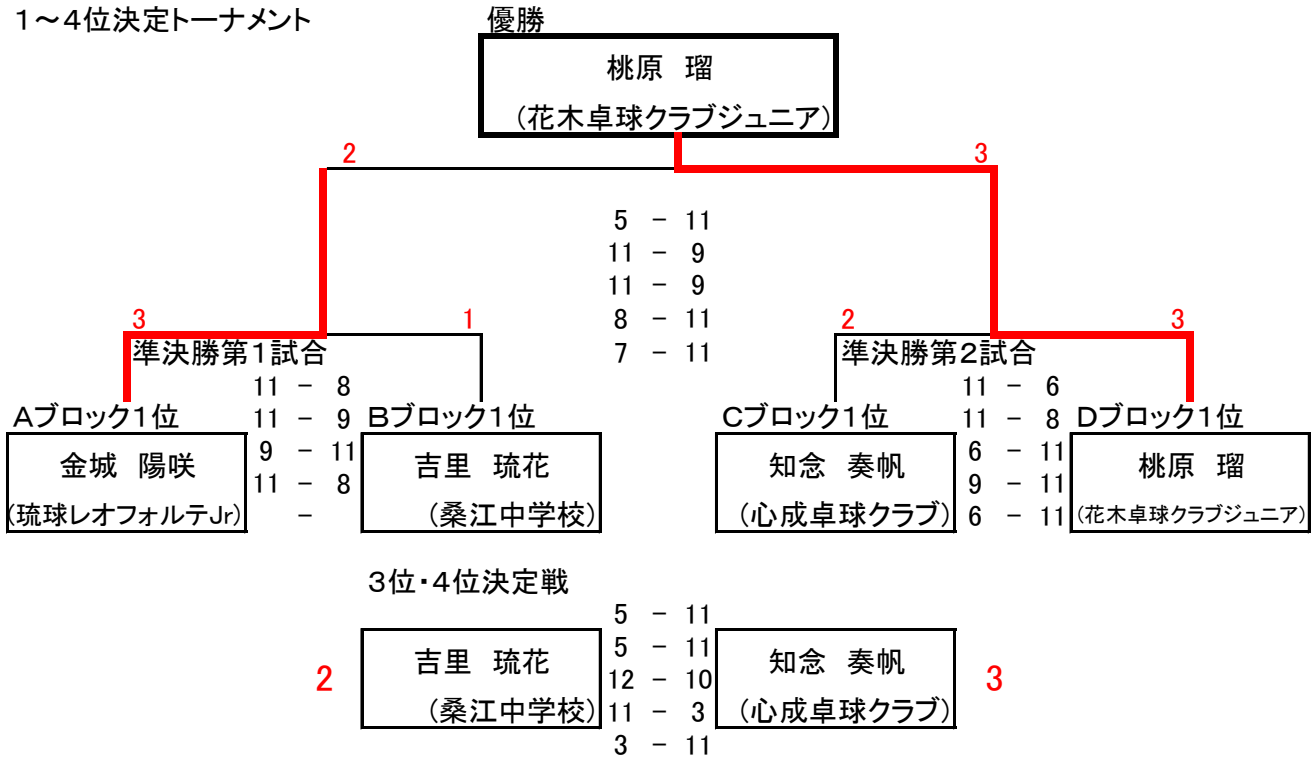 １～４位決定トーナメント
優勝
桃原　瑠
(花木卓球クラブジュニア)
2
3
5 － 11
11 － 9
11 － 9
8 － 11
7 － 11
3
1
準決勝第１試合
11 － 8
11 － 9
9 － 11
11 － 8
－
2
3
準決勝第２試合
11 － 6
11 － 8
6 － 11
9 － 11
6 － 11
Aブロック１位
金城　陽咲
(琉球レオフォルテJr)
Bブロック１位
吉里　琉花
(桑江中学校)
Cブロック１位
知念　奏帆
(心成卓球クラブ)
Dブロック１位
桃原　瑠
(花木卓球クラブジュニア)
３位・４位決定戦
2
吉里　琉花
(桑江中学校)
5 － 11
5 － 11
12 － 10
11 － 3
3 － 11
知念　奏帆
(心成卓球クラブ)
3